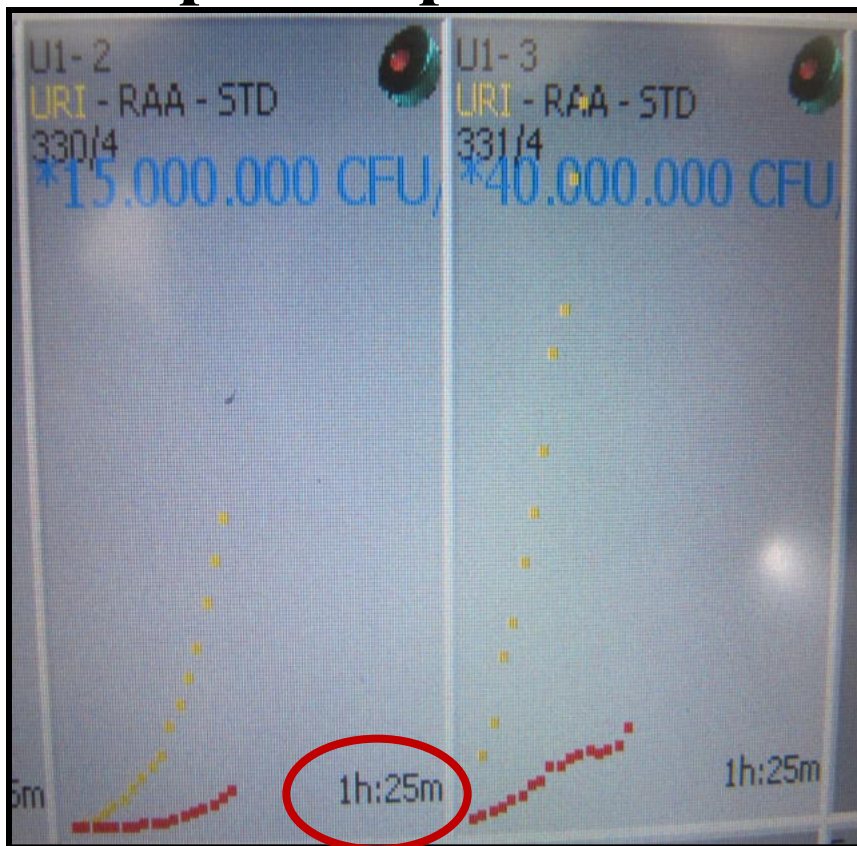 U1-2
URI - RAA - STD
330/4
*15.000.000 CFU/
1h:25m
U1-3
URI - RAA - STD
331/4
*40.000.000 CFU
1h:25m
5m